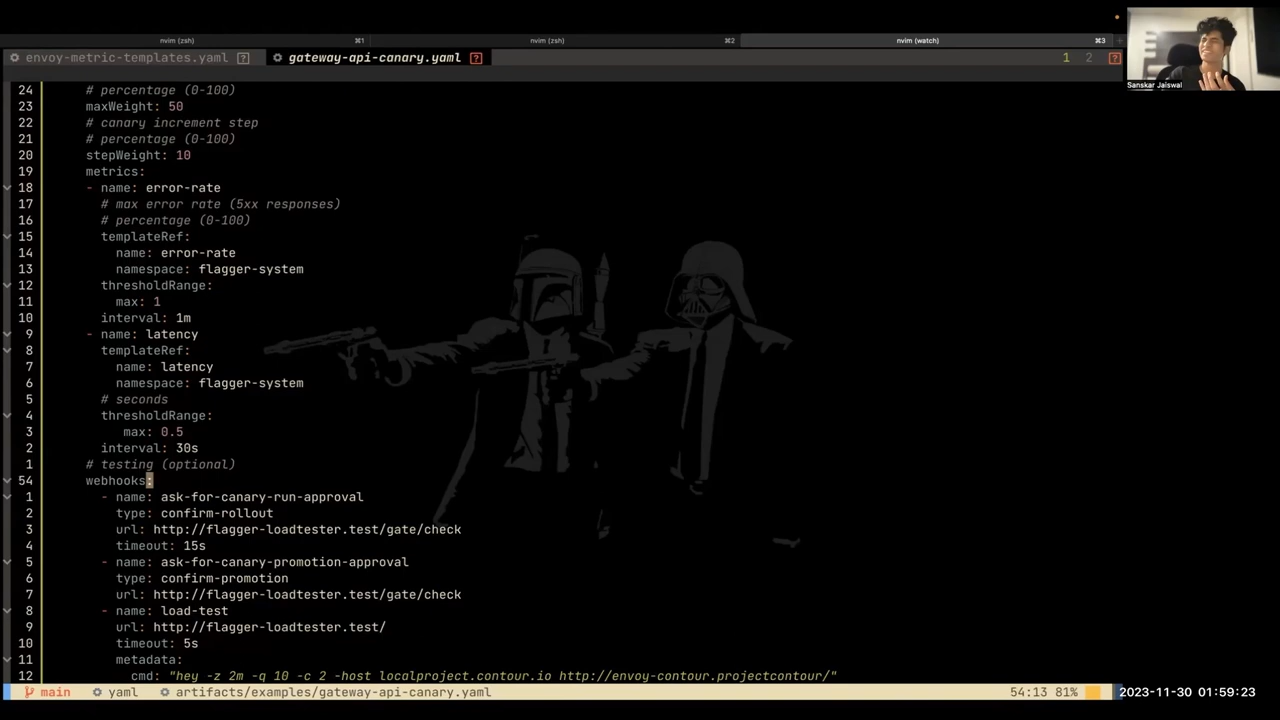 nvim (zsh) ⌘1 nvim (zsh) ⌘2 nvim (watch) ⌘3
envoy-metric-templates.yaml [?] gateway-api-canary.yaml [?] 1 2 [?]
Sanskar Jaiswal
24 # percentage (0-100)
23 maxWeight: 50
22 # canary increment step
21 # percentage (0-100)
20 stepWeight: 10
19 metrics:
18 - name: error-rate
17 # max error rate (5xx responses)
16 # percentage (0-100)
15 templateRef:
14 name: error-rate
13 namespace: flagger-system
12 thresholdRange:
11 max: 1
10 interval: 1m
9 - name: latency
8 templateRef:
7 name: latency
6 namespace: flagger-system
5 # seconds
4 thresholdRange:
3 max: 0.5
2 interval: 30s
1 # testing (optional)
54 webhooks:
1 - name: ask-for-canary-run-approval
2 type: confirm-rollout
3 url: http://flagger-loadtester.test/gate/check
4 timeout: 15s
5 - name: ask-for-canary-promotion-approval
6 type: confirm-promotion
7 url: http://flagger-loadtester.test/gate/check
8 - name: load-test
9 url: http://flagger-loadtester.test/
10 timeout: 5s
11 metadata:
12 cmd: "hey -z 2m -q 10 -c 2 -host localproject.contour.io http://envoy-contour.projectcontour/"
main yaml artifacts/examples/gateway-api-canary.yaml 54:13 81% 2023-11-30 01:59:23